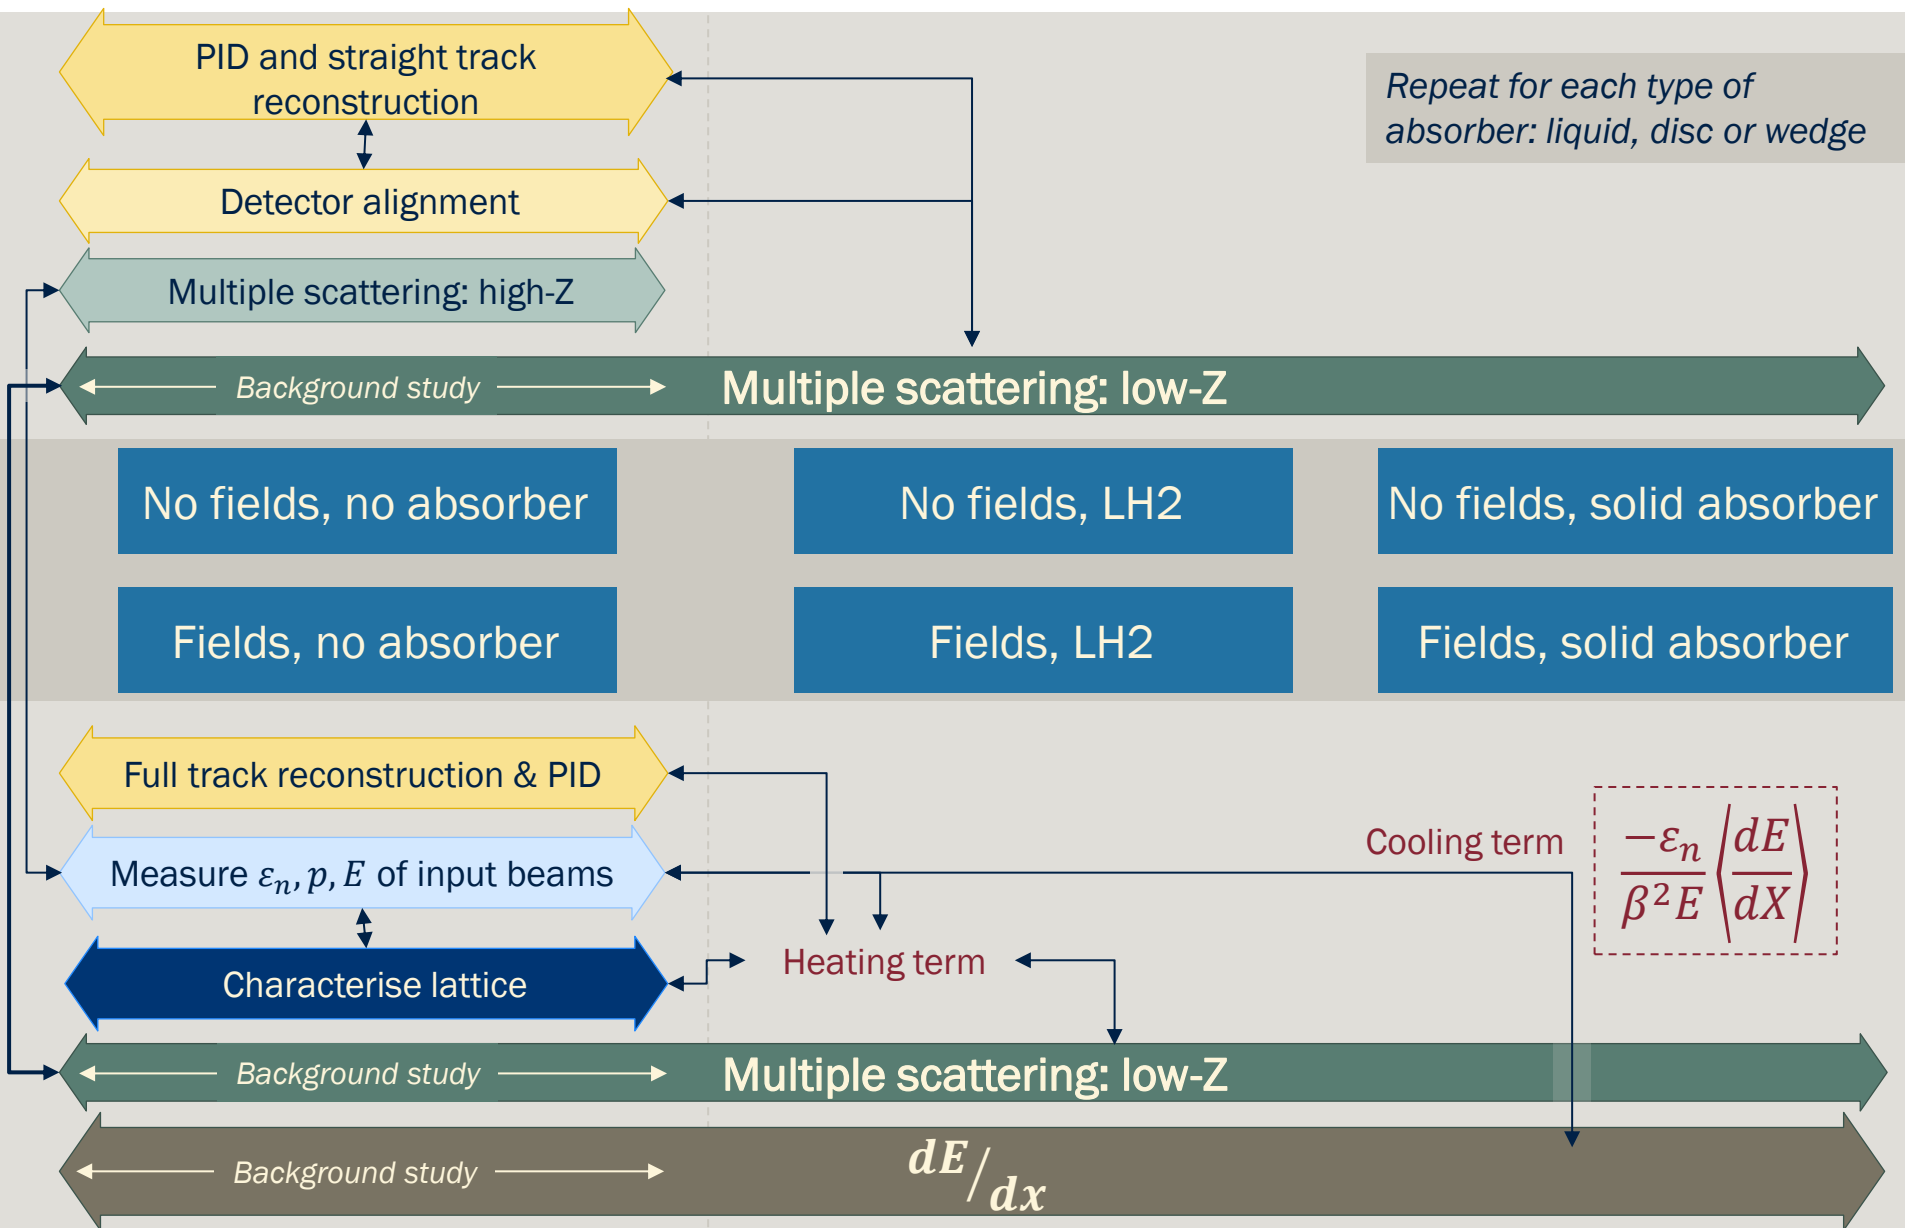 PID and straight track
reconstruction
Repeat for each type of
absorber: liquid, disc or wedge
Detector alignment
Multiple scattering: high-Z
Background study
Multiple scattering: low-Z
No fields, no absorber
No fields, LH2
No fields, solid absorber
Fields, no absorber
Fields, LH2
Fields, solid absorber
Full track reconstruction & PID
Cooling term
−εₙ/β²E ⟨dE/dX⟩
Measure εₙ, p, E of input beams
Heating term
Characterise lattice
Background study
Multiple scattering: low-Z
Background study
dE/dx